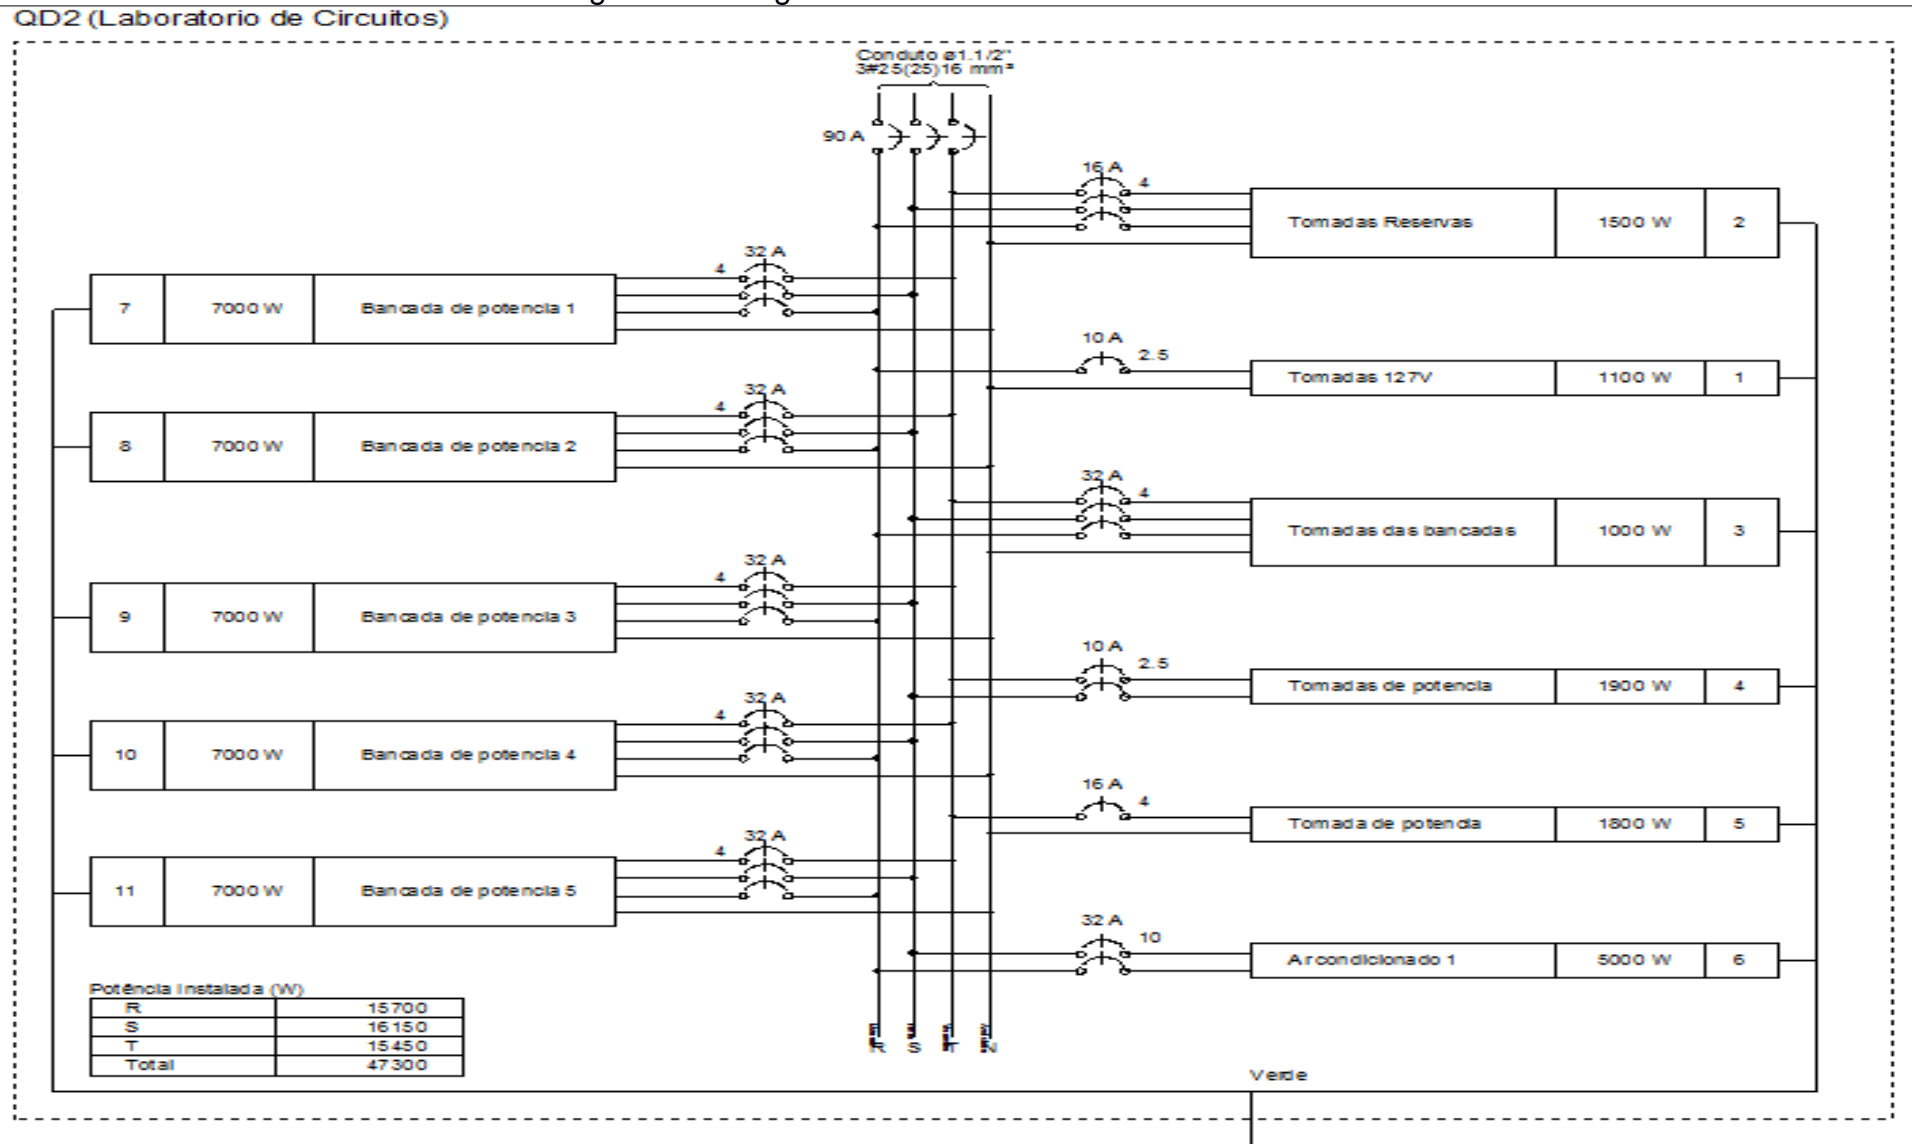 QD2 (Laboratorio de Circuitos)
Conduto ø1.1/2"
3#25(25)16 mm²
90 A
16 A
4
Tomadas Reservas 1500 W 2
32 A
4
7 7000 W Bancada de potencia 1
10 A
2.5
Tomadas 127V 1100 W 1
32 A
4
8 7000 W Bancada de potencia 2
32 A
4
Tomadas das bancadas 1000 W 3
32 A
4
9 7000 W Bancada de potencia 3
10 A
2.5
Tomadas de potencia 1900 W 4
32 A
4
10 7000 W Bancada de potencia 4
16 A
4
Tomada de potencia 1800 W 5
32 A
4
11 7000 W Bancada de potencia 5
32 A
10
Ar condicionado 1 5000 W 6
Potência Instalada (W)
R 15700
S 16150
T 15450
Total 47300
R S T N
Verde